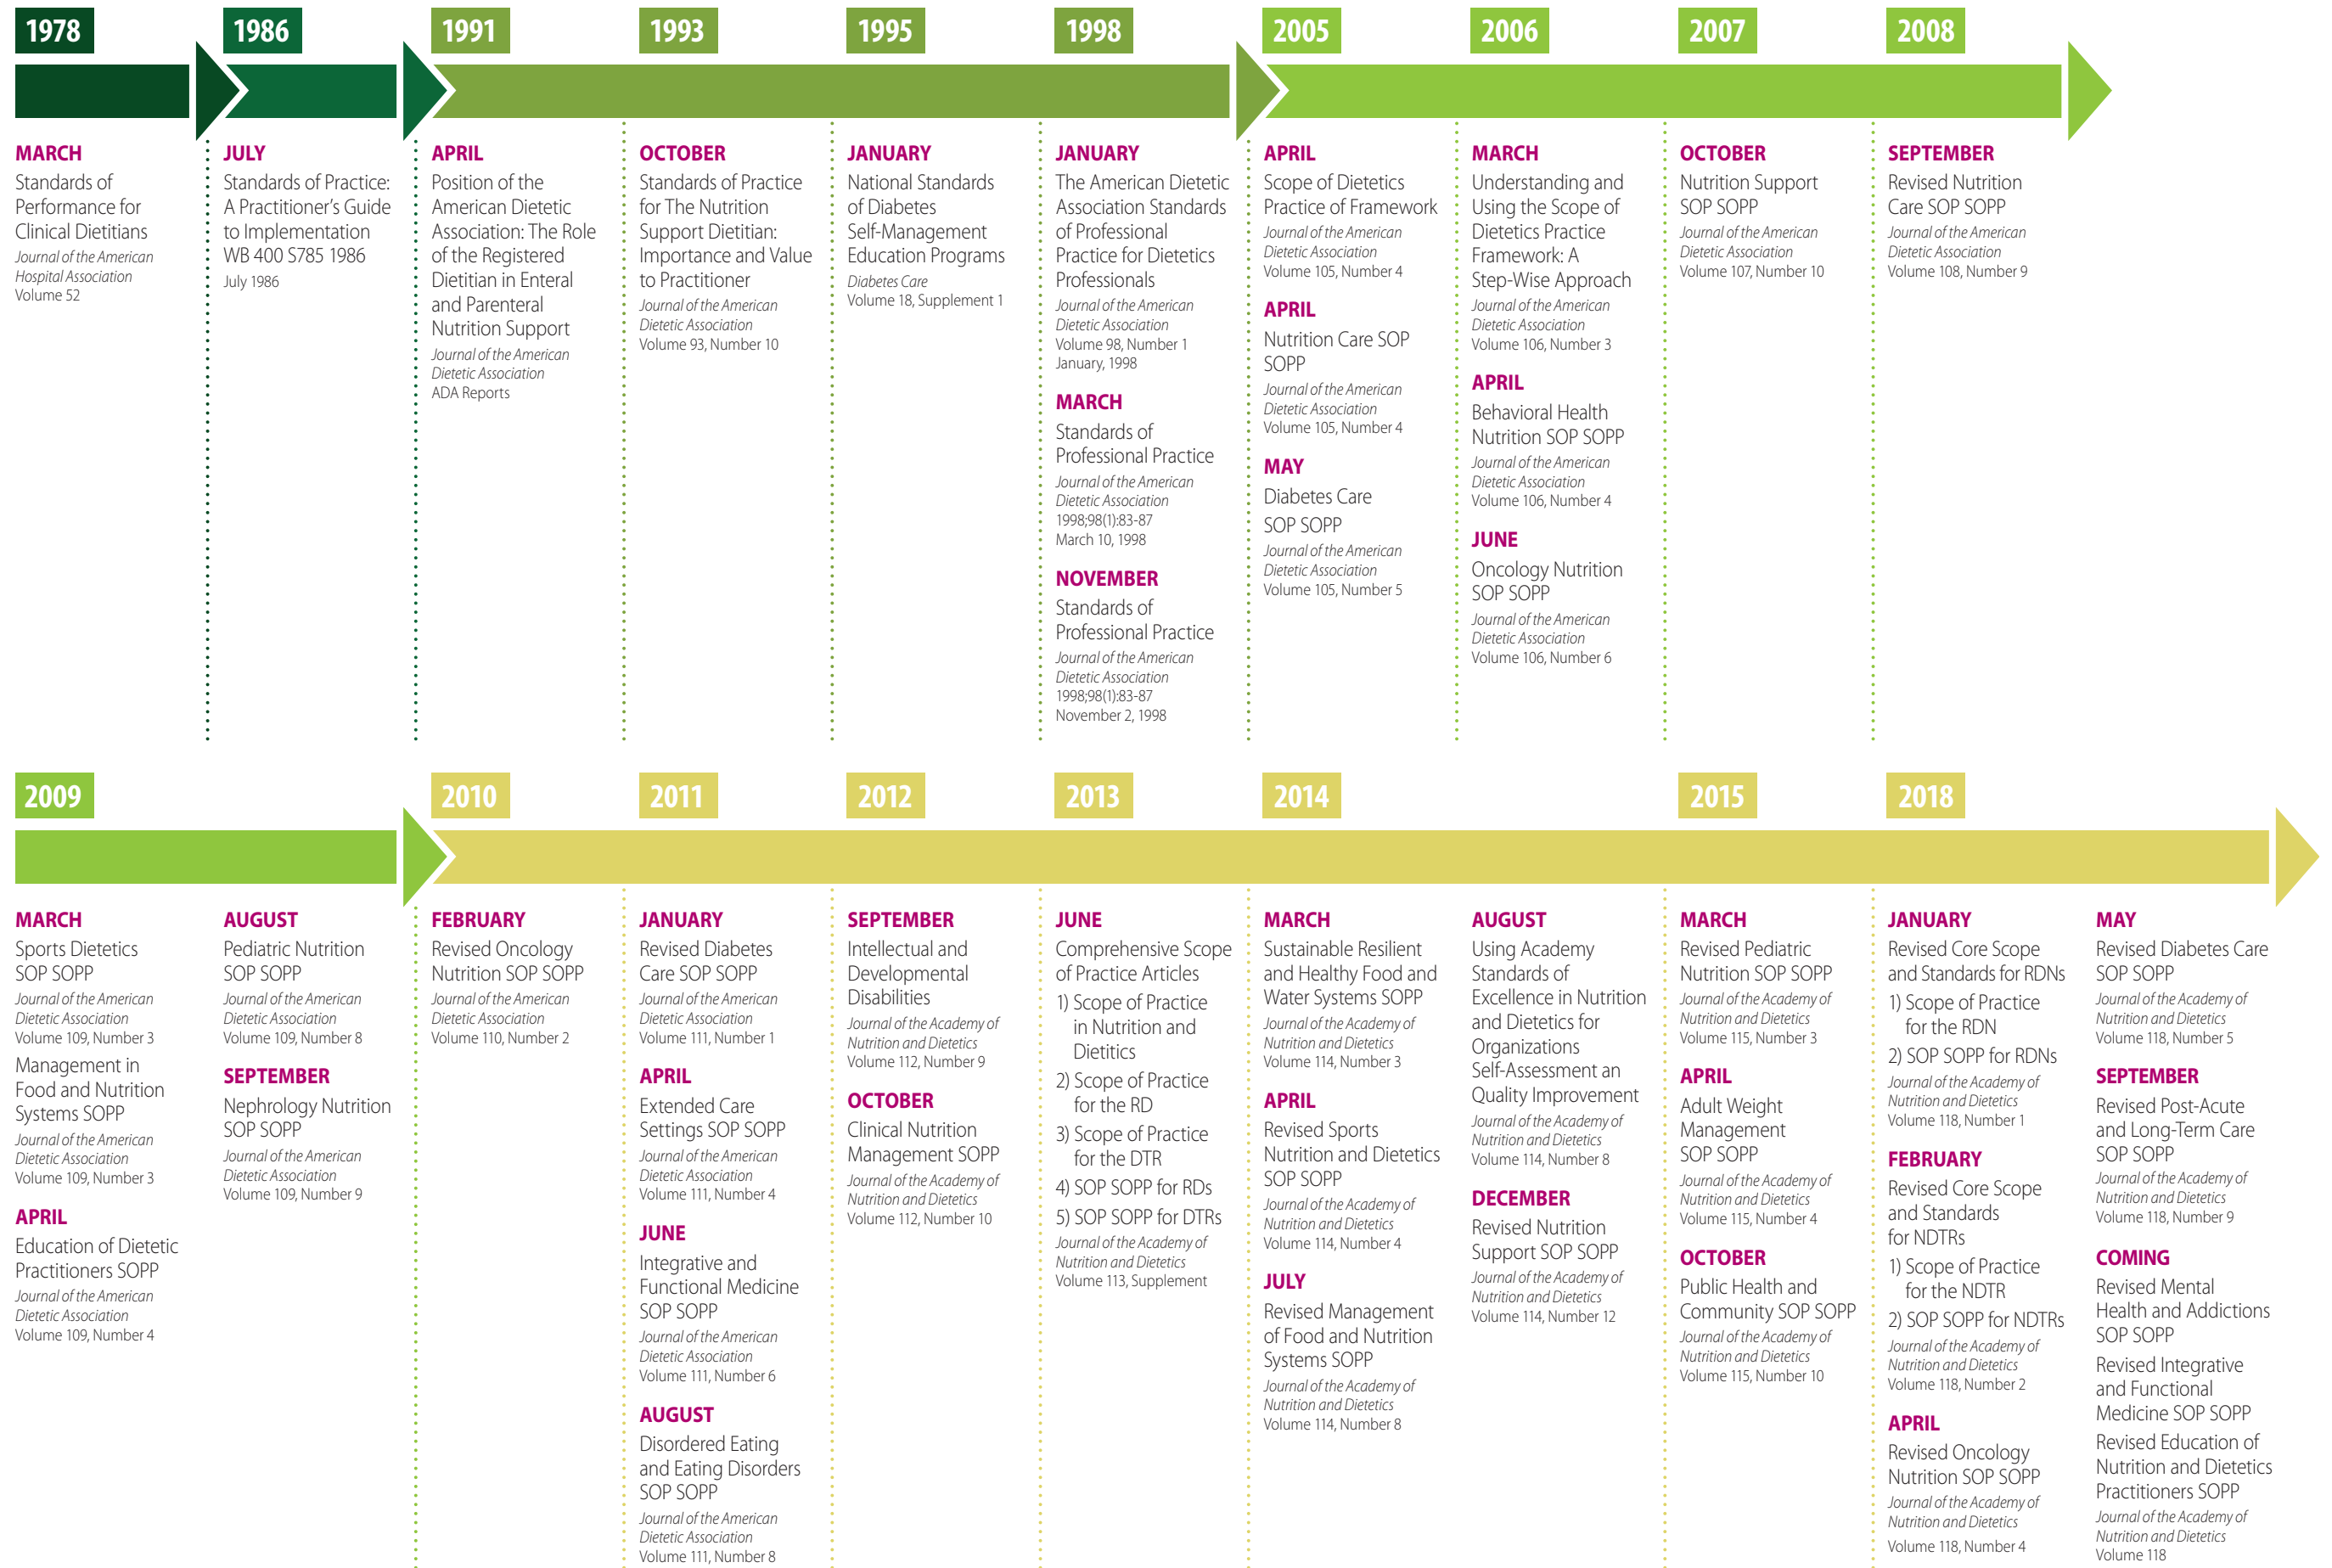 1978
MARCH
Standards of
Performance for
Clinical Dietitians
Journal of the American
Hospital Association
Volume 52
1986
JULY
Standards of Practice:
A Practitioner's Guide
to Implementation
WB 400 S785 1986
July 1986
1991
APRIL
Position of the
American Dietetic
Association: The Role
of the Registered
Dietitian in Enteral
and Parenteral
Nutrition Support
Journal of the American
Dietetic Association
ADA Reports
1993
OCTOBER
Standards of Practice
for The Nutrition
Support Dietitian:
Importance and Value
to Practitioner
Journal of the American
Dietetic Association
Volume 93, Number 10
1995
JANUARY
National Standards
of Diabetes
Self-Management
Education Programs
Diabetes Care
Volume 18, Supplement 1
1998
JANUARY
The American Dietetic
Association Standards
of Professional
Practice for Dietetics
Professionals
Journal of the American
Dietetic Association
Volume 98, Number 1
January, 1998
MARCH
Standards of
Professional Practice
Journal of the American
Dietetic Association
1998;98(1):83-87
March 10, 1998
NOVEMBER
Standards of
Professional Practice
Journal of the American
Dietetic Association
1998;98(1):83-87
November 2, 1998
2005
APRIL
Scope of Dietetics
Practice of Framework
Journal of the American
Dietetic Association
Volume 105, Number 4
APRIL
Nutrition Care SOP
SOPP
Journal of the American
Dietetic Association
Volume 105, Number 4
MAY
Diabetes Care
SOP SOPP
Journal of the American
Dietetic Association
Volume 105, Number 5
2006
MARCH
Understanding and
Using the Scope of
Dietetics Practice
Framework: A
Step-Wise Approach
Journal of the American
Dietetic Association
Volume 106, Number 3
APRIL
Behavioral Health
Nutrition SOP SOPP
Journal of the American
Dietetic Association
Volume 106, Number 4
JUNE
Oncology Nutrition
SOP SOPP
Journal of the American
Dietetic Association
Volume 106, Number 6
2007
OCTOBER
Nutrition Support
SOP SOPP
Journal of the American
Dietetic Association
Volume 107, Number 10
2008
SEPTEMBER
Revised Nutrition
Care SOP SOPP
Journal of the American
Dietetic Association
Volume 108, Number 9
2009
MARCH
Sports Dietetics
SOP SOPP
Journal of the American
Dietetic Association
Volume 109, Number 3
Management in
Food and Nutrition
Systems SOPP
Journal of the American
Dietetic Association
Volume 109, Number 3
APRIL
Education of Dietetic
Practitioners SOPP
Journal of the American
Dietetic Association
Volume 109, Number 4
AUGUST
Pediatric Nutrition
SOP SOPP
Journal of the American
Dietetic Association
Volume 109, Number 8
SEPTEMBER
Nephrology Nutrition
SOP SOPP
Journal of the American
Dietetic Association
Volume 109, Number 9
2010
FEBRUARY
Revised Oncology
Nutrition SOP SOPP
Journal of the American
Dietetic Association
Volume 110, Number 2
2011
JANUARY
Revised Diabetes
Care SOP SOPP
Journal of the American
Dietetic Association
Volume 111, Number 1
APRIL
Extended Care
Settings SOP SOPP
Journal of the American
Dietetic Association
Volume 111, Number 4
JUNE
Integrative and
Functional Medicine
SOP SOPP
Journal of the American
Dietetic Association
Volume 111, Number 6
AUGUST
Disordered Eating
and Eating Disorders
SOP SOPP
Journal of the American
Dietetic Association
Volume 111, Number 8
2012
SEPTEMBER
Intellectual and
Developmental
Disabilities
Journal of the Academy of
Nutrition and Dietetics
Volume 112, Number 9
OCTOBER
Clinical Nutrition
Management SOPP
Journal of the Academy of
Nutrition and Dietetics
Volume 112, Number 10
2013
JUNE
Comprehensive Scope
of Practice Articles
1) Scope of Practice
in Nutrition and
Dietitics
2) Scope of Practice
for the RD
3) Scope of Practice
for the DTR
4) SOP SOPP for RDs
5) SOP SOPP for DTRs
Journal of the Academy of
Nutrition and Dietetics
Volume 113, Supplement
2014
MARCH
Sustainable Resilient
and Healthy Food and
Water Systems SOPP
Journal of the Academy of
Nutrition and Dietetics
Volume 114, Number 3
APRIL
Revised Sports
Nutrition and Dietetics
SOP SOPP
Journal of the Academy of
Nutrition and Dietetics
Volume 114, Number 4
JULY
Revised Management
of Food and Nutrition
Systems SOPP
Journal of the Academy of
Nutrition and Dietetics
Volume 114, Number 8
AUGUST
Using Academy
Standards of
Excellence in Nutrition
and Dietetics for
Organizations
Self-Assessment an
Quality Improvement
Journal of the Academy of
Nutrition and Dietetics
Volume 114, Number 8
DECEMBER
Revised Nutrition
Support SOP SOPP
Journal of the Academy of
Nutrition and Dietetics
Volume 114, Number 12
2015
MARCH
Revised Pediatric
Nutrition SOP SOPP
Journal of the Academy of
Nutrition and Dietetics
Volume 115, Number 3
APRIL
Adult Weight
Management
SOP SOPP
Journal of the Academy of
Nutrition and Dietetics
Volume 115, Number 4
OCTOBER
Public Health and
Community SOP SOPP
Journal of the Academy of
Nutrition and Dietetics
Volume 115, Number 10
2018
JANUARY
Revised Core Scope
and Standards for RDNs
1) Scope of Practice
for the RDN
2) SOP SOPP for RDNs
Journal of the Academy of
Nutrition and Dietetics
Volume 118, Number 1
FEBRUARY
Revised Core Scope
and Standards
for NDTRs
1) Scope of Practice
for the NDTR
2) SOP SOPP for NDTRs
Journal of the Academy of
Nutrition and Dietetics
Volume 118, Number 2
APRIL
Revised Oncology
Nutrition SOP SOPP
Journal of the Academy of
Nutrition and Dietetics
Volume 118, Number 4
MAY
Revised Diabetes Care
SOP SOPP
Journal of the Academy of
Nutrition and Dietetics
Volume 118, Number 5
SEPTEMBER
Revised Post-Acute
and Long-Term Care
SOP SOPP
Journal of the Academy of
Nutrition and Dietetics
Volume 118, Number 9
COMING
Revised Mental
Health and Addictions
SOP SOPP
Revised Integrative
and Functional
Medicine SOP SOPP
Revised Education of
Nutrition and Dietetics
Practitioners SOPP
Journal of the Academy of
Nutrition and Dietetics
Volume 118